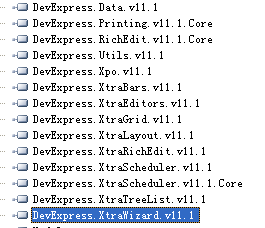 DevExpress.Data.v11.1
DevExpress.Printing.v11.1.Core
DevExpress.RichEdit.v11.1.Core
DevExpress.Utils.v11.1
DevExpress.Xpo.v11.1
DevExpress.XtraBars.v11.1
DevExpress.XtraEditors.v11.1
DevExpress.XtraGrid.v11.1
DevExpress.XtraLayout.v11.1
DevExpress.XtraRichEdit.v11.1
DevExpress.XtraScheduler.v11.1
DevExpress.XtraScheduler.v11.1.Core
DevExpress.XtraTreeList.v11.1
DevExpress.XtraWizard.v11.1